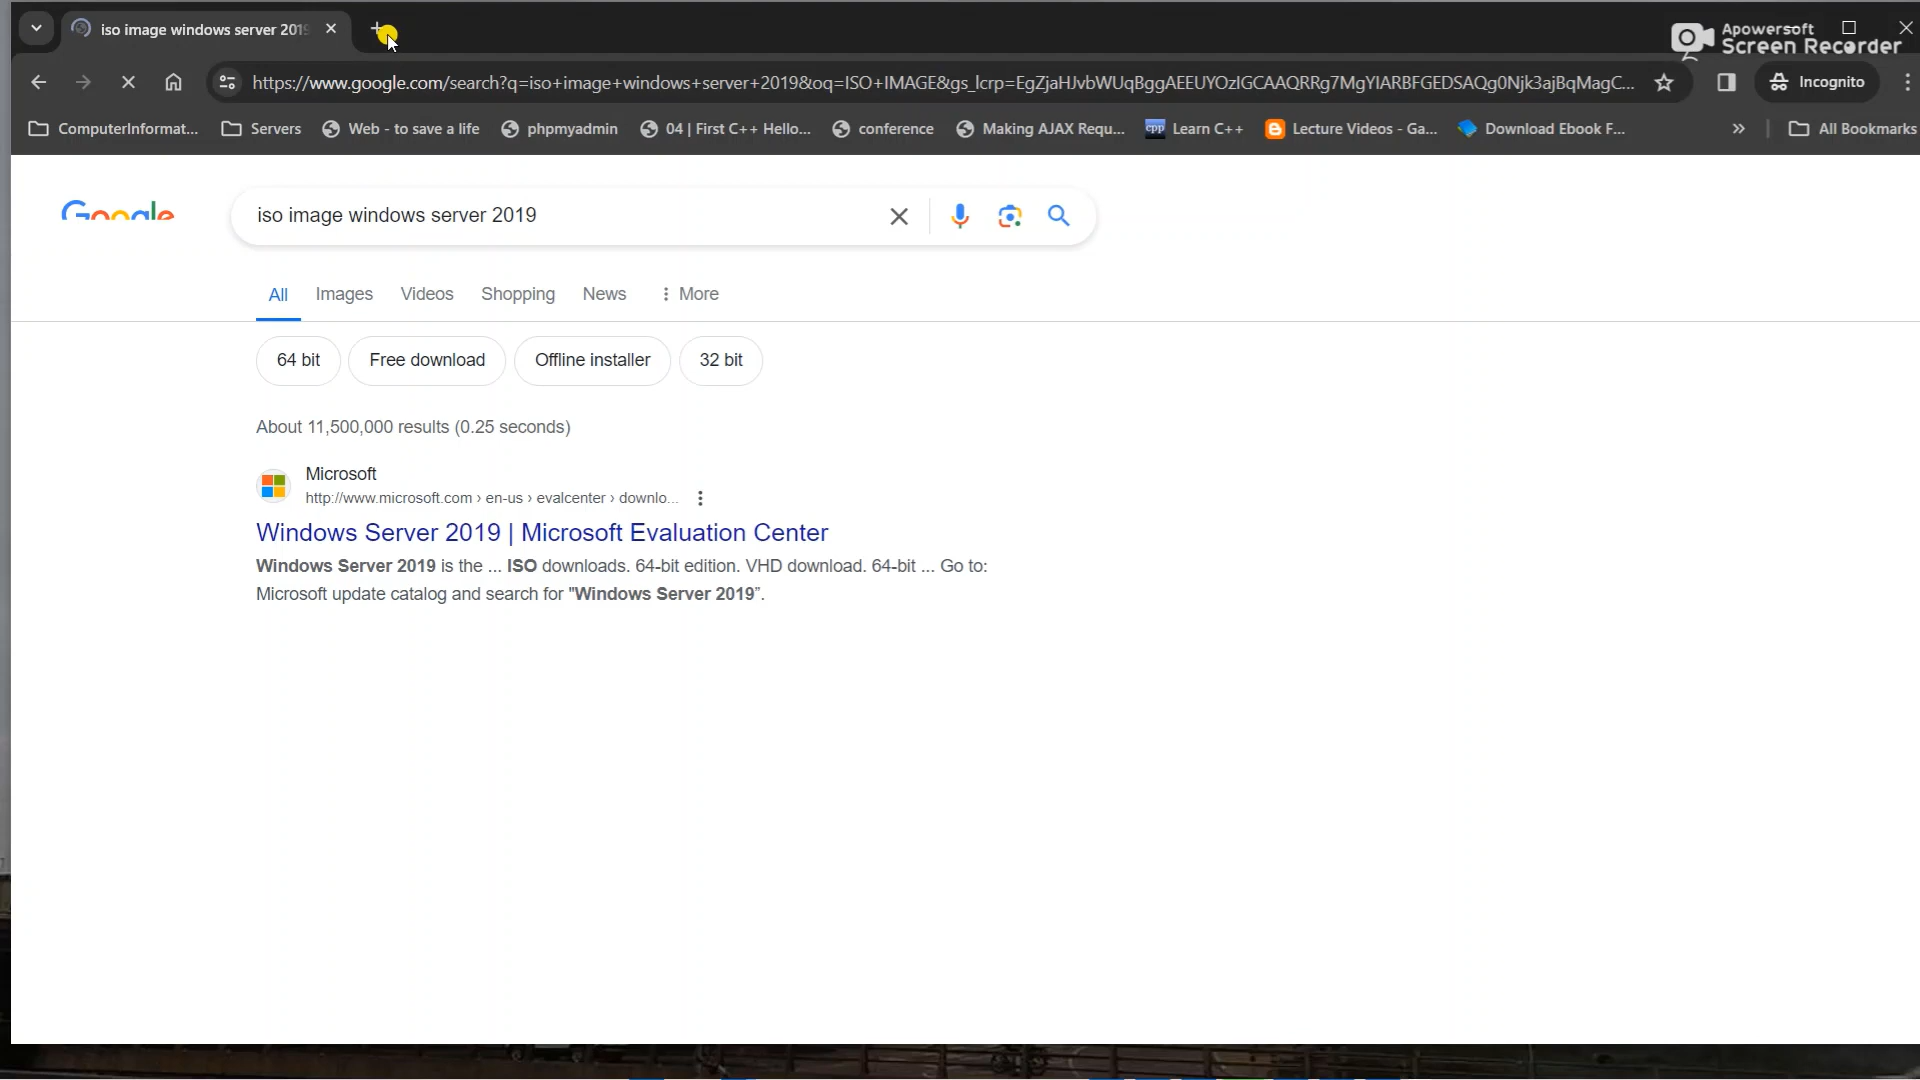 iso image windows server 2019
Apowersoft
Screen Recorder
https://www.google.com/search?q=iso+image+windows+server+2019&oq=ISO+IMAGE&gs_lcrp=EgZjaHJvbWUqBggAEEUYOzIGCAAQRRg7MgYIARBFGEDSAQg0Njk3ajBqMagC...
Incognito
ComputerInformat...
Servers
Web - to save a life
phpmyadmin
04 | First C++ Hello...
conference
Making AJAX Requ...
cpp
Learn C++
Lecture Videos - Ga...
Download Ebook F...
»
All Bookmarks
Google
iso image windows server 2019
All
Images
Videos
Shopping
News
More
64 bit
Free download
Offline installer
32 bit
About 11,500,000 results (0.25 seconds)
Microsoft
http://www.microsoft.com › en-us › evalcenter › downlo...
Windows Server 2019 | Microsoft Evaluation Center
Windows Server 2019 is the ... ISO downloads. 64-bit edition. VHD download. 64-bit ... Go to:
Microsoft update catalog and search for "Windows Server 2019”.